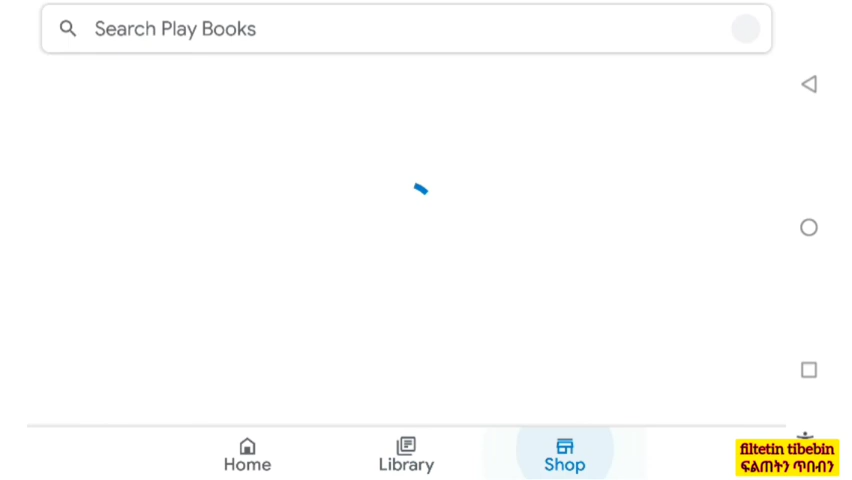 Search Play Books
Home
Library
Shop
filtetin tibebin
ፍልጠትን ጥበብን